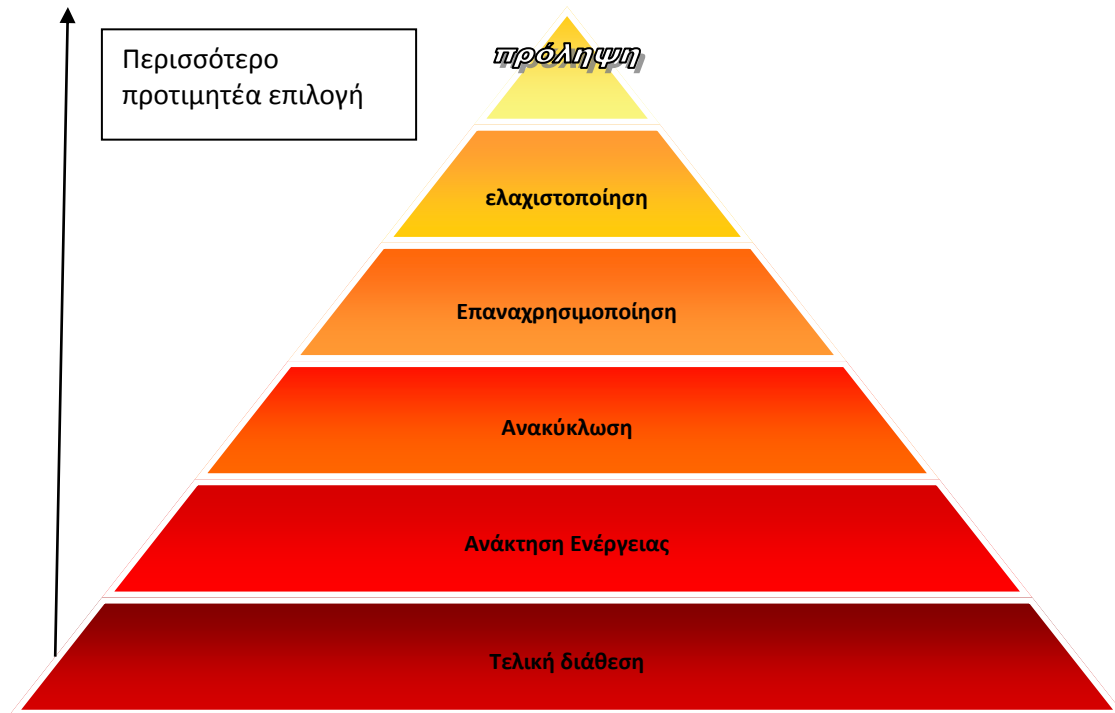 Περισσότερο
προτιμητέα επιλογή
πρόληψη
ελαχιστοποίηση
Επαναχρησιμοποίηση
Ανακύκλωση
Ανάκτηση Ενέργειας
Τελική διάθεση